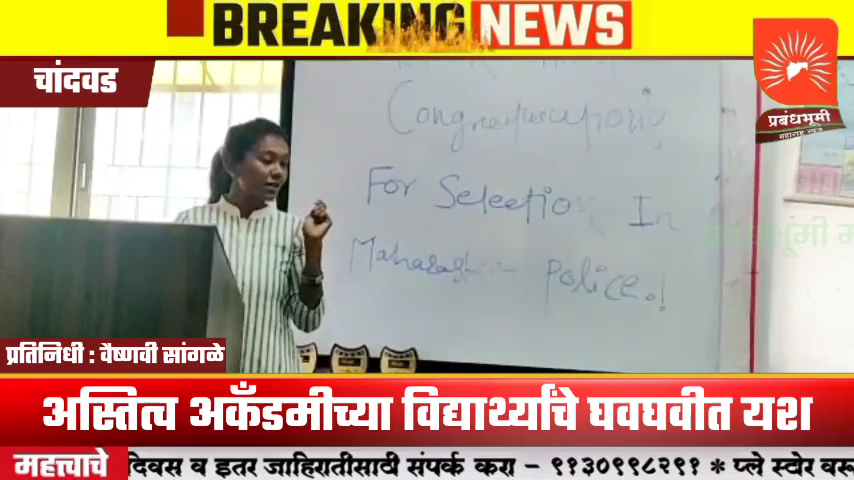 BREAKING NEWS
चांदवड
प्रबंधभूमी
महाराष्ट्र न्यूज
Congratulations
For Selection In
Maharashtra Police.!
प्रतिनिधी : वैष्णवी सांगळे
अस्तित्व अकॅडमीच्या विद्यार्थ्यांचे घवघवीत यश
महत्त्वाचे
दिवस व इतर जाहिरातीसाठी संपर्क करा – ९१३०९९८२९१ * प्ले स्टोर वरू